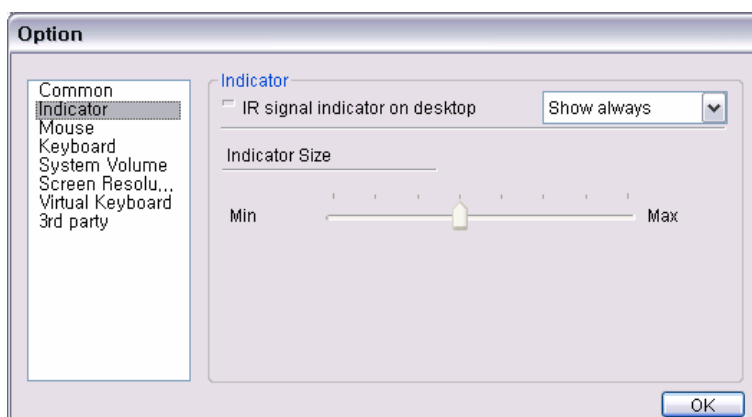 Option
Common
Indicator
Mouse
Keyboard
System Volume
Screen Resolu...
Virtual Keyboard
3rd party
Indicator
IR signal indicator on desktop
Show always
Indicator Size
Min
Max
OK